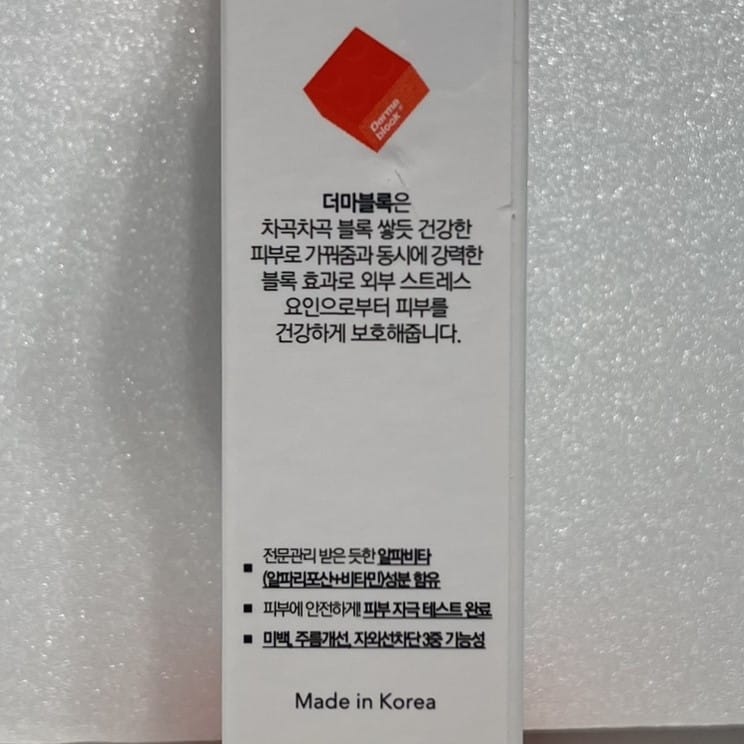 Derma
block
더마블록은
차곡차곡 블록 쌓듯 건강한
피부로 가꿔줌과 동시에 강력한
블록 효과로 외부 스트레스
요인으로부터 피부를
건강하게 보호해줍니다.
전문관리 받은 듯한 알파비타
(알파리포산+비타민)성분 함유
피부에 안전하게! 피부 자극 테스트 완료
미백, 주름개선, 자외선차단 3중 기능성
Made in Korea